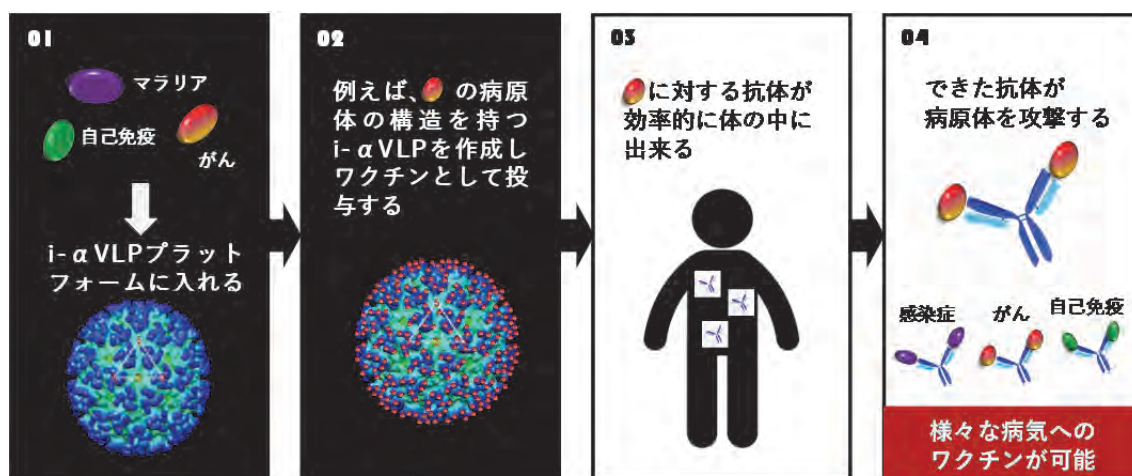 01
マラリア
自己免疫
がん
i-αVLPプラット
フォームに入れる
02
例えば、の病原
体の構造を持つ
i-αVLPを作成し
ワクチンとして投
与する
03
に対する抗体が
効率的に体の中に
出来る
04
できた抗体が
病原体を攻撃する
感染症
がん
自己免疫
様々な病気への
ワクチンが可能